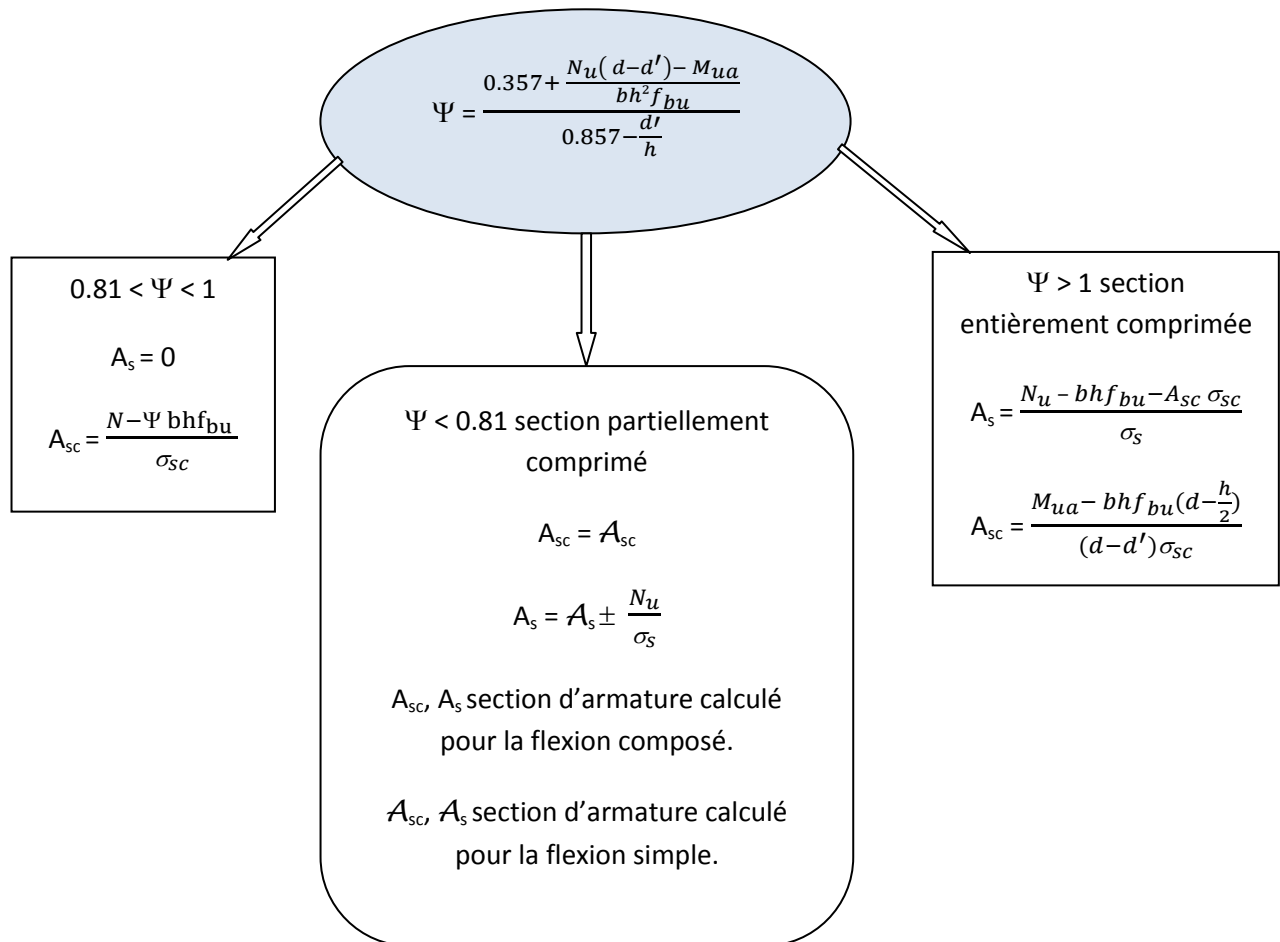 Ψ = (0.357 + (N_u( d−d′) − M_ua)/(bh²f_bu)) / (0.857 − d′/h)
0.81 < Ψ < 1
A_s = 0
A_sc = (N−Ψ bhf_bu)/σ_sc
Ψ < 0.81 section partiellement
comprimé
A_sc = 𝒜_sc
A_s = 𝒜_s ± N_u/σ_s
A_sc, A_s section d’armature calculé
pour la flexion composé.
𝒜_sc, 𝒜_s section d’armature calculé
pour la flexion simple.
Ψ > 1 section
entièrement comprimée
A_s = (N_u − bhf_bu−A_sc σ_sc)/σ_s
A_sc = (M_ua− bhf_bu(d−h/2))/((d−d′)σ_sc)